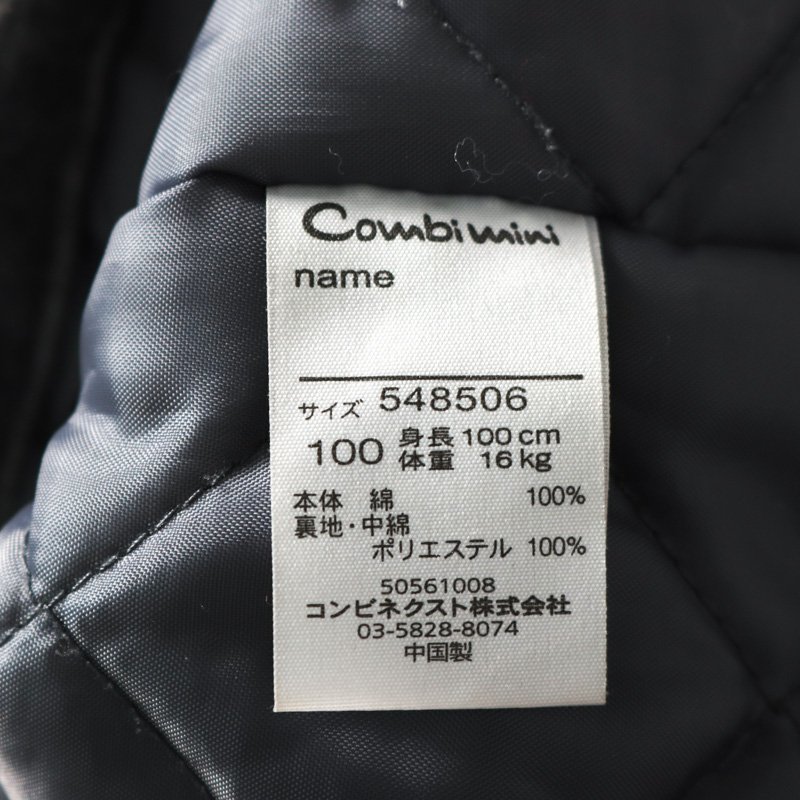 Combimini
name
サイズ 548506
100 身長 100cm
体重 16kg
本体 綿 100%
裏地・中綿
ポリエステル 100%
50561008
コンビネクスト株式会社
03-5828-8074
中国製